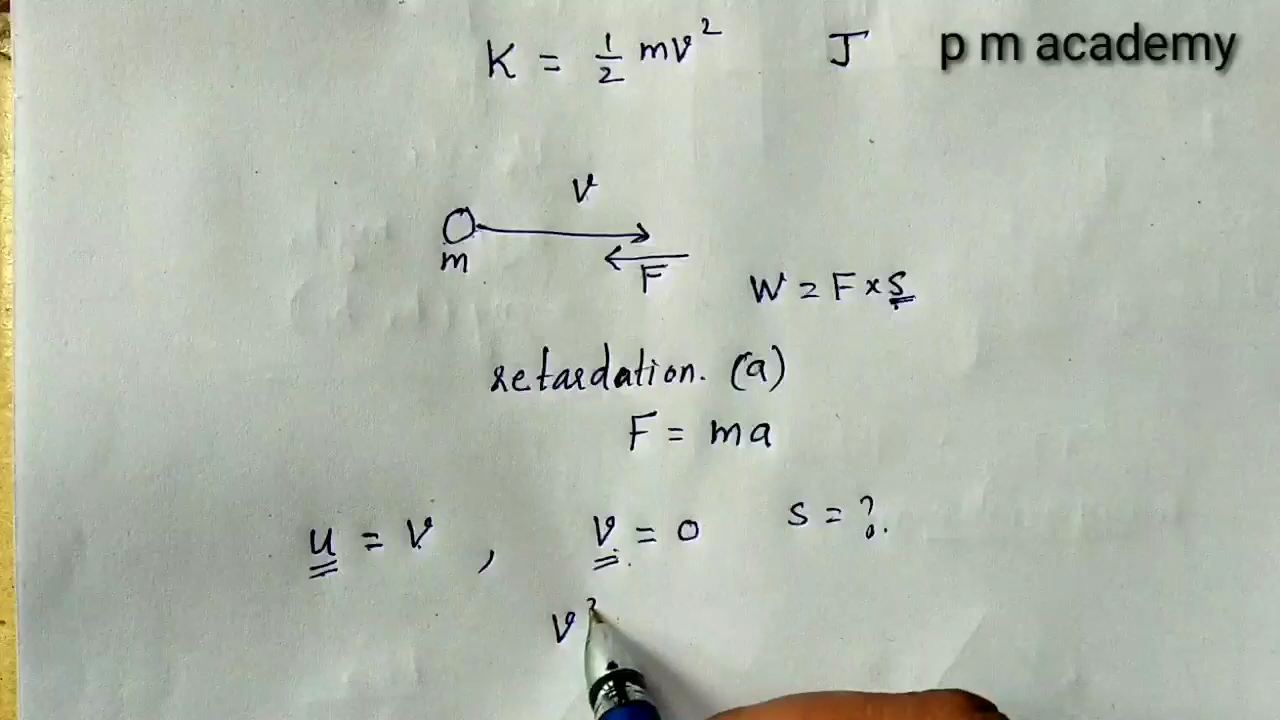 p m academy
K = 1/2 mv² J
v
m
F
W = F × s
retardation. (a)
F = ma
u = v , v = 0 s = ?.
v²